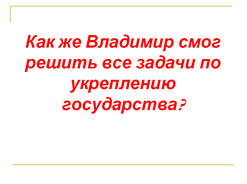 Как же Владимир смог
решить все задачи по
укреплению
государства?